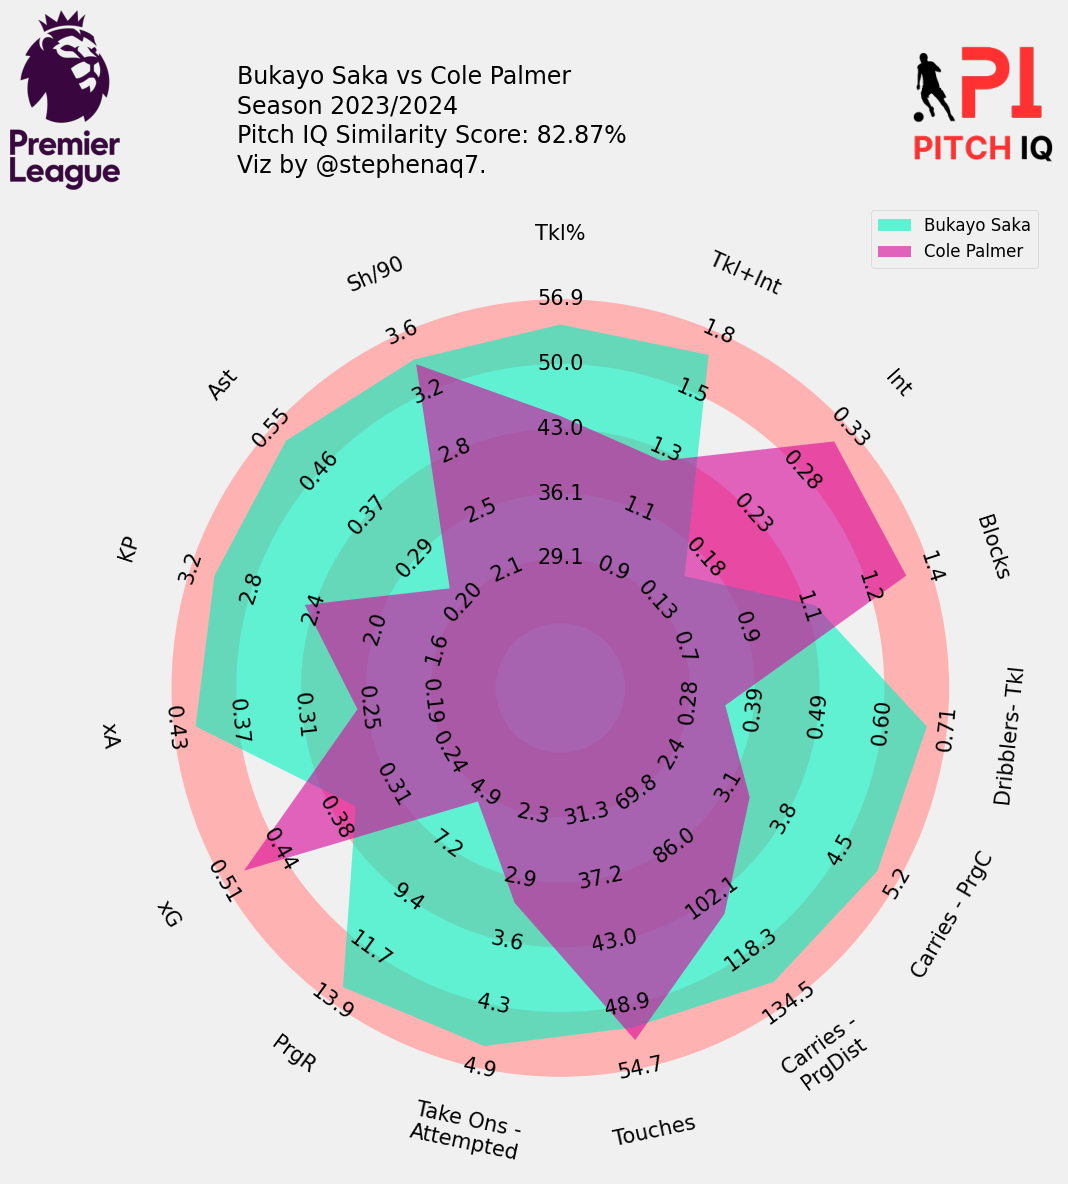 Bukayo Saka vs Cole Palmer
Season 2023/2024
Pitch IQ Similarity Score: 82.87%
Viz by @stephenaq7.
Premier
League
PI
PITCH IQ
Bukayo Saka
Cole Palmer
Tkl%
56.9
50.0
43.0
36.1
29.1
Tkl+Int
1.8
1.5
1.3
1.1
0.9
Int
0.33
0.28
0.23
0.18
0.13
Blocks
1.4
1.2
1.1
0.9
0.7
Dribblers- Tkl
0.71
0.60
0.49
0.39
0.28
Carries - PrgC
5.2
4.5
3.8
3.1
2.4
Carries -
PrgDist
134.5
118.3
102.1
86.0
69.8
Touches
54.7
48.9
43.0
37.2
31.3
Take Ons -
Attempted
4.9
4.3
3.6
2.9
2.3
PrgR
13.9
11.7
9.4
7.2
4.9
xG
0.51
0.44
0.38
0.31
0.24
xA
0.43
0.37
0.31
0.25
0.19
KP
3.2
2.8
2.4
2.0
1.6
Ast
0.55
0.46
0.37
0.29
0.20
Sh/90
3.6
3.2
2.8
2.5
2.1